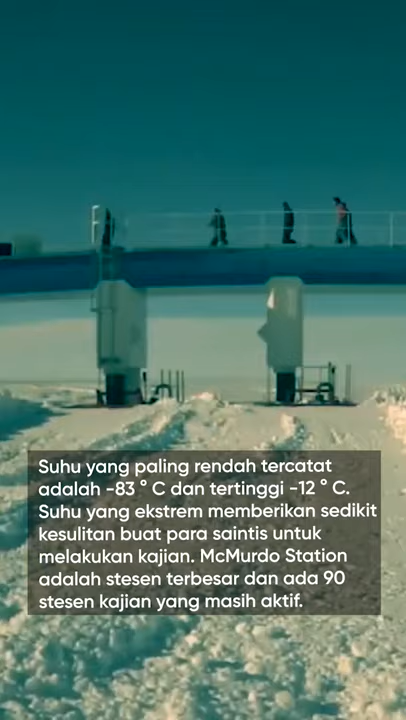 Suhu yang paling rendah tercatat
adalah -83 ° C dan tertinggi -12 ° C.
Suhu yang ekstrem memberikan sedikit
kesulitan buat para saintis untuk
melakukan kajian. McMurdo Station
adalah stesen terbesar dan ada 90
stesen kajian yang masih aktif.